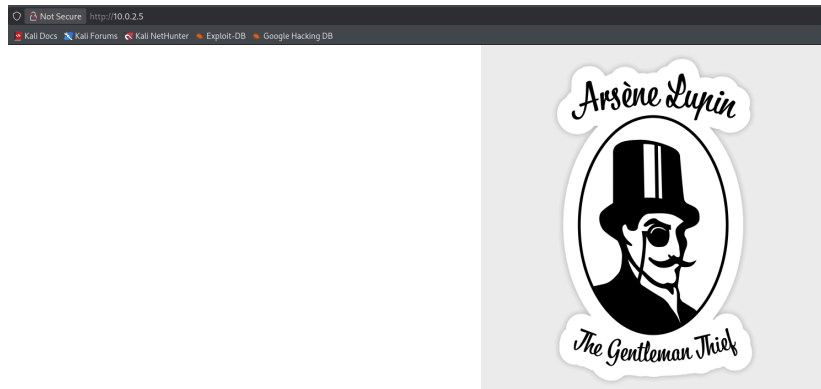 Not Secure http://10.0.2.5
Kali Docs Kali Forums Kali NetHunter Exploit-DB Google Hacking DB
Arsène Lupin
The Gentleman Thief